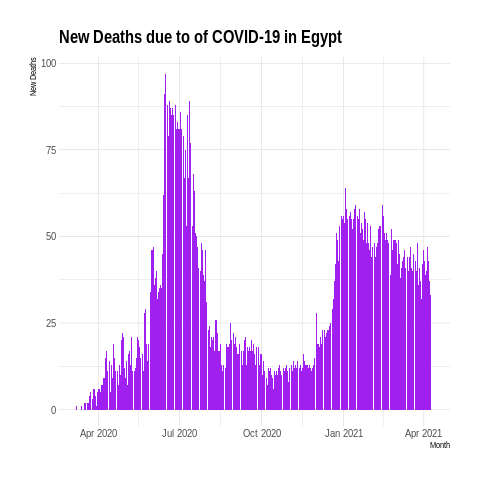 New Deaths due to of COVID-19 in Egypt
New Deaths
100
75
50
25
0
Apr 2020 Jul 2020 Oct 2020 Jan 2021 Apr 2021
Month